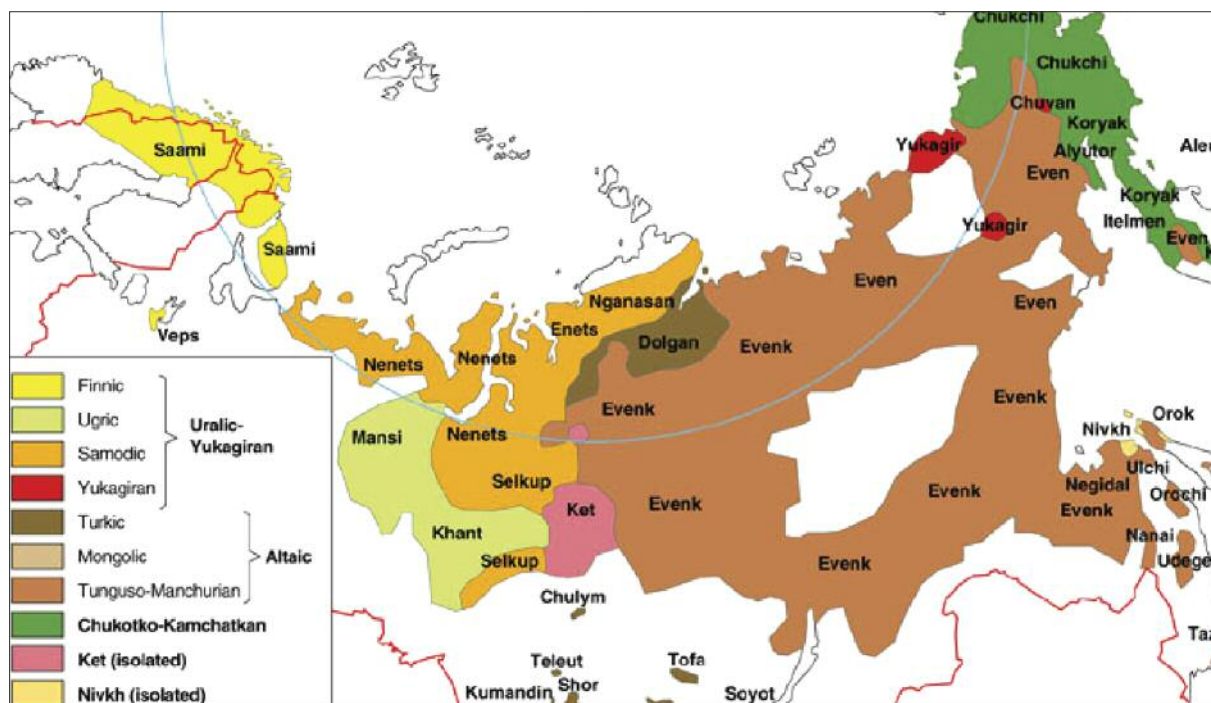 Chukchi
Chukchi
Chuvan
Koryak
Saami
Yukagir
Alyutor
Aleu
Even
Koryak
Yukagir
Itelmen
Saami
Even
K
Nganasan
Even
Even
Enets
Veps
Dolgan
Evenk
Nenets
Nenets
Evenk
Orok
Mansi
Nenets
Nivkh
Ulchi
Selkup
Negidal
Evenk
Orochi
Evenk
Ket
Evenk
Khant
Nanai
Selkup
Evenk
Udege
Chulym
Taz
Teleut
Tofa
Kumandin
Shor
Soyot
Finnic
Ugric
Samodic
Yukagiran
Uralic-
Yukagiran
Turkic
Mongolic
Tunguso-Manchurian
Altaic
Chukotko-Kamchatkan
Ket (isolated)
Nivkh (isolated)